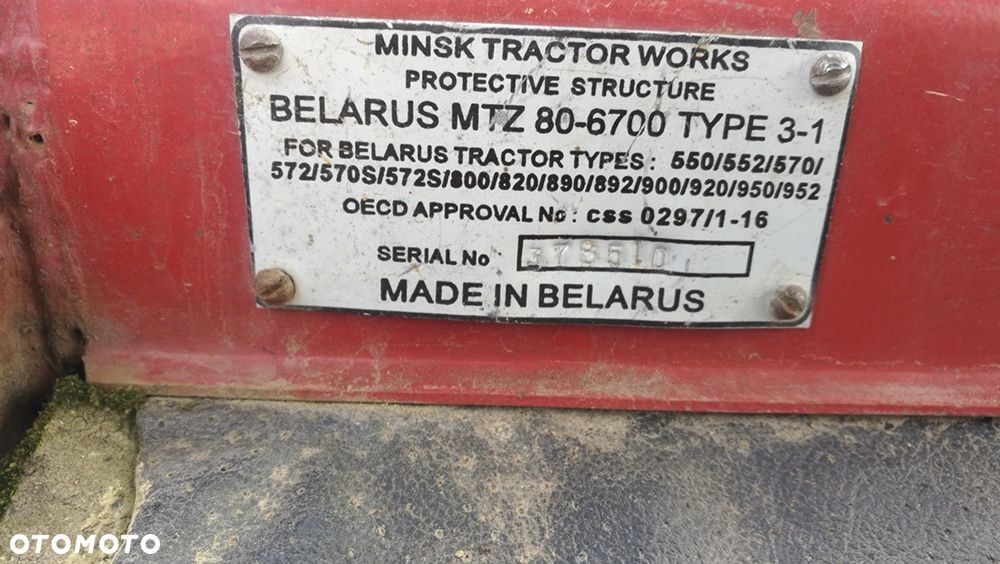 MINSK TRACTOR WORKS
PROTECTIVE STRUCTURE
BELARUS MTZ 80-6700 TYPE 3-1
FOR BELARUS TRACTOR TYPES: 550/552/570/
572/570S/572S/800/820/890/892/900/920/950/952
OECD APPROVAL No: css 0297/1-16
SERIAL No 378510
MADE IN BELARUS
OTOMOTO